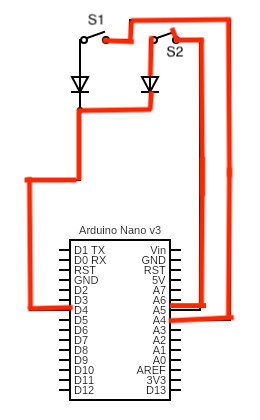 S1
S2
Arduino Nano v3
D1 TX Vin
D0 RX GND
RST RST
GND 5V
D2 A7
D3 A6
D4 A5
D5 A4
D6 A3
D7 A2
D8 A1
D9 A0
D10 AREF
D11 3V3
D12 D13